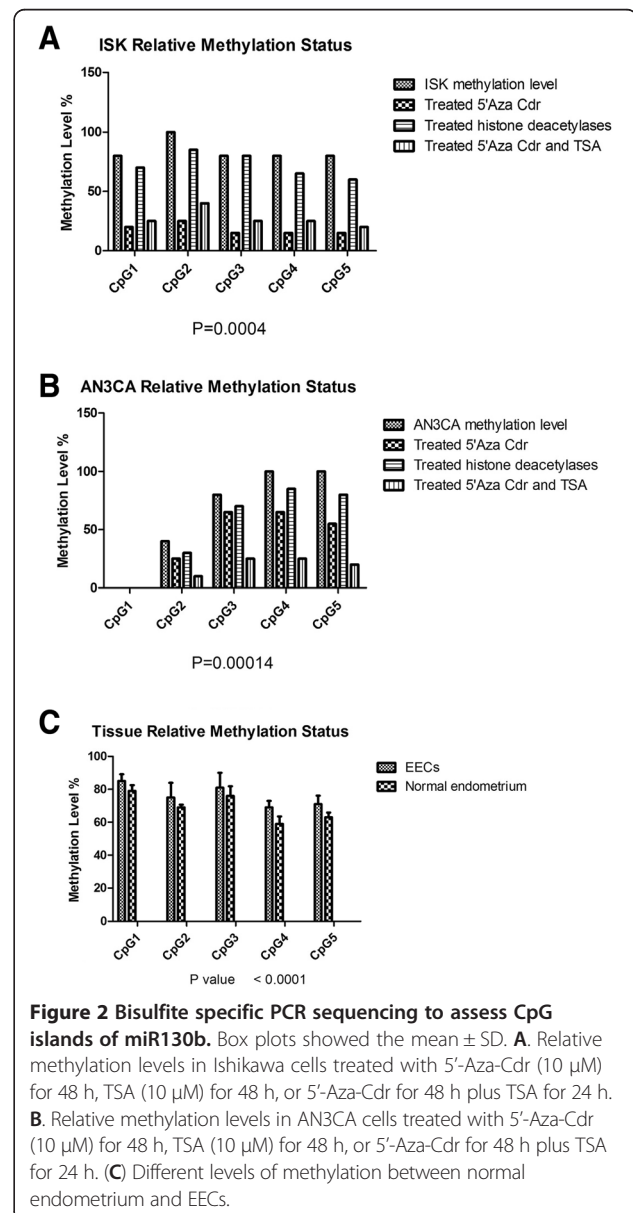 A
ISK Relative Methylation Status
Methylation Level %
150
100
50
0
CpG1
CpG2
CpG3
CpG4
CpG5
ISK methylation level
Treated 5'Aza Cdr
Treated histone deacetylases
Treated 5'Aza Cdr and TSA
P=0.0004
B
AN3CA Relative Methylation Status
Methylation Level %
150
100
50
0
CpG1
CpG2
CpG3
CpG4
CpG5
AN3CA methylation level
Treated 5'Aza Cdr
Treated histone deacetylases
Treated 5'Aza Cdr and TSA
P=0.00014
C
Tissue Relative Methylation Status
Methylation Level %
100
80
60
40
20
0
CpG1
CpG2
CpG3
CpG4
CpG5
EECs
Normal endometrium
P value < 0.0001
Figure 2 Bisulfite specific PCR sequencing to assess CpG
islands of miR130b. Box plots showed the mean ± SD. A. Relative
methylation levels in Ishikawa cells treated with 5′-Aza-Cdr (10 μM)
for 48 h, TSA (10 μM) for 48 h, or 5′-Aza-Cdr for 48 h plus TSA for 24 h.
B. Relative methylation levels in AN3CA cells treated with 5′-Aza-Cdr
(10 μM) for 48 h, TSA (10 μM) for 48 h, or 5′-Aza-Cdr for 48 h plus TSA
for 24 h. (C) Different levels of methylation between normal
endometrium and EECs.